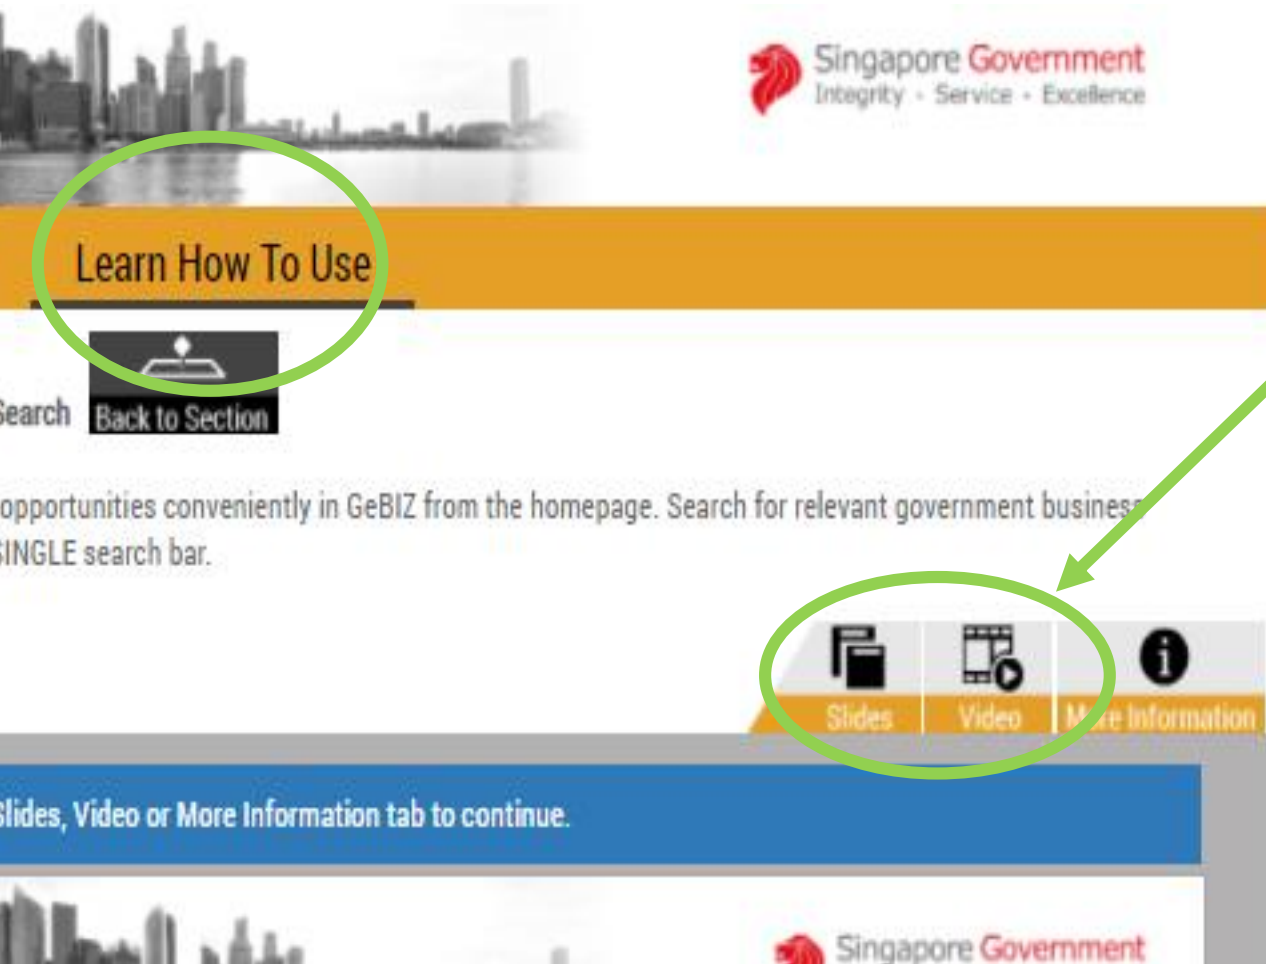 Singapore Government
Integrity · Service · Excellence
Learn How To Use
Search
Back to Section
opportunities conveniently in GeBIZ from the homepage. Search for relevant government business
SINGLE search bar.
Slides
Video
More Information
Slides, Video or More Information tab to continue.
Singapore Government